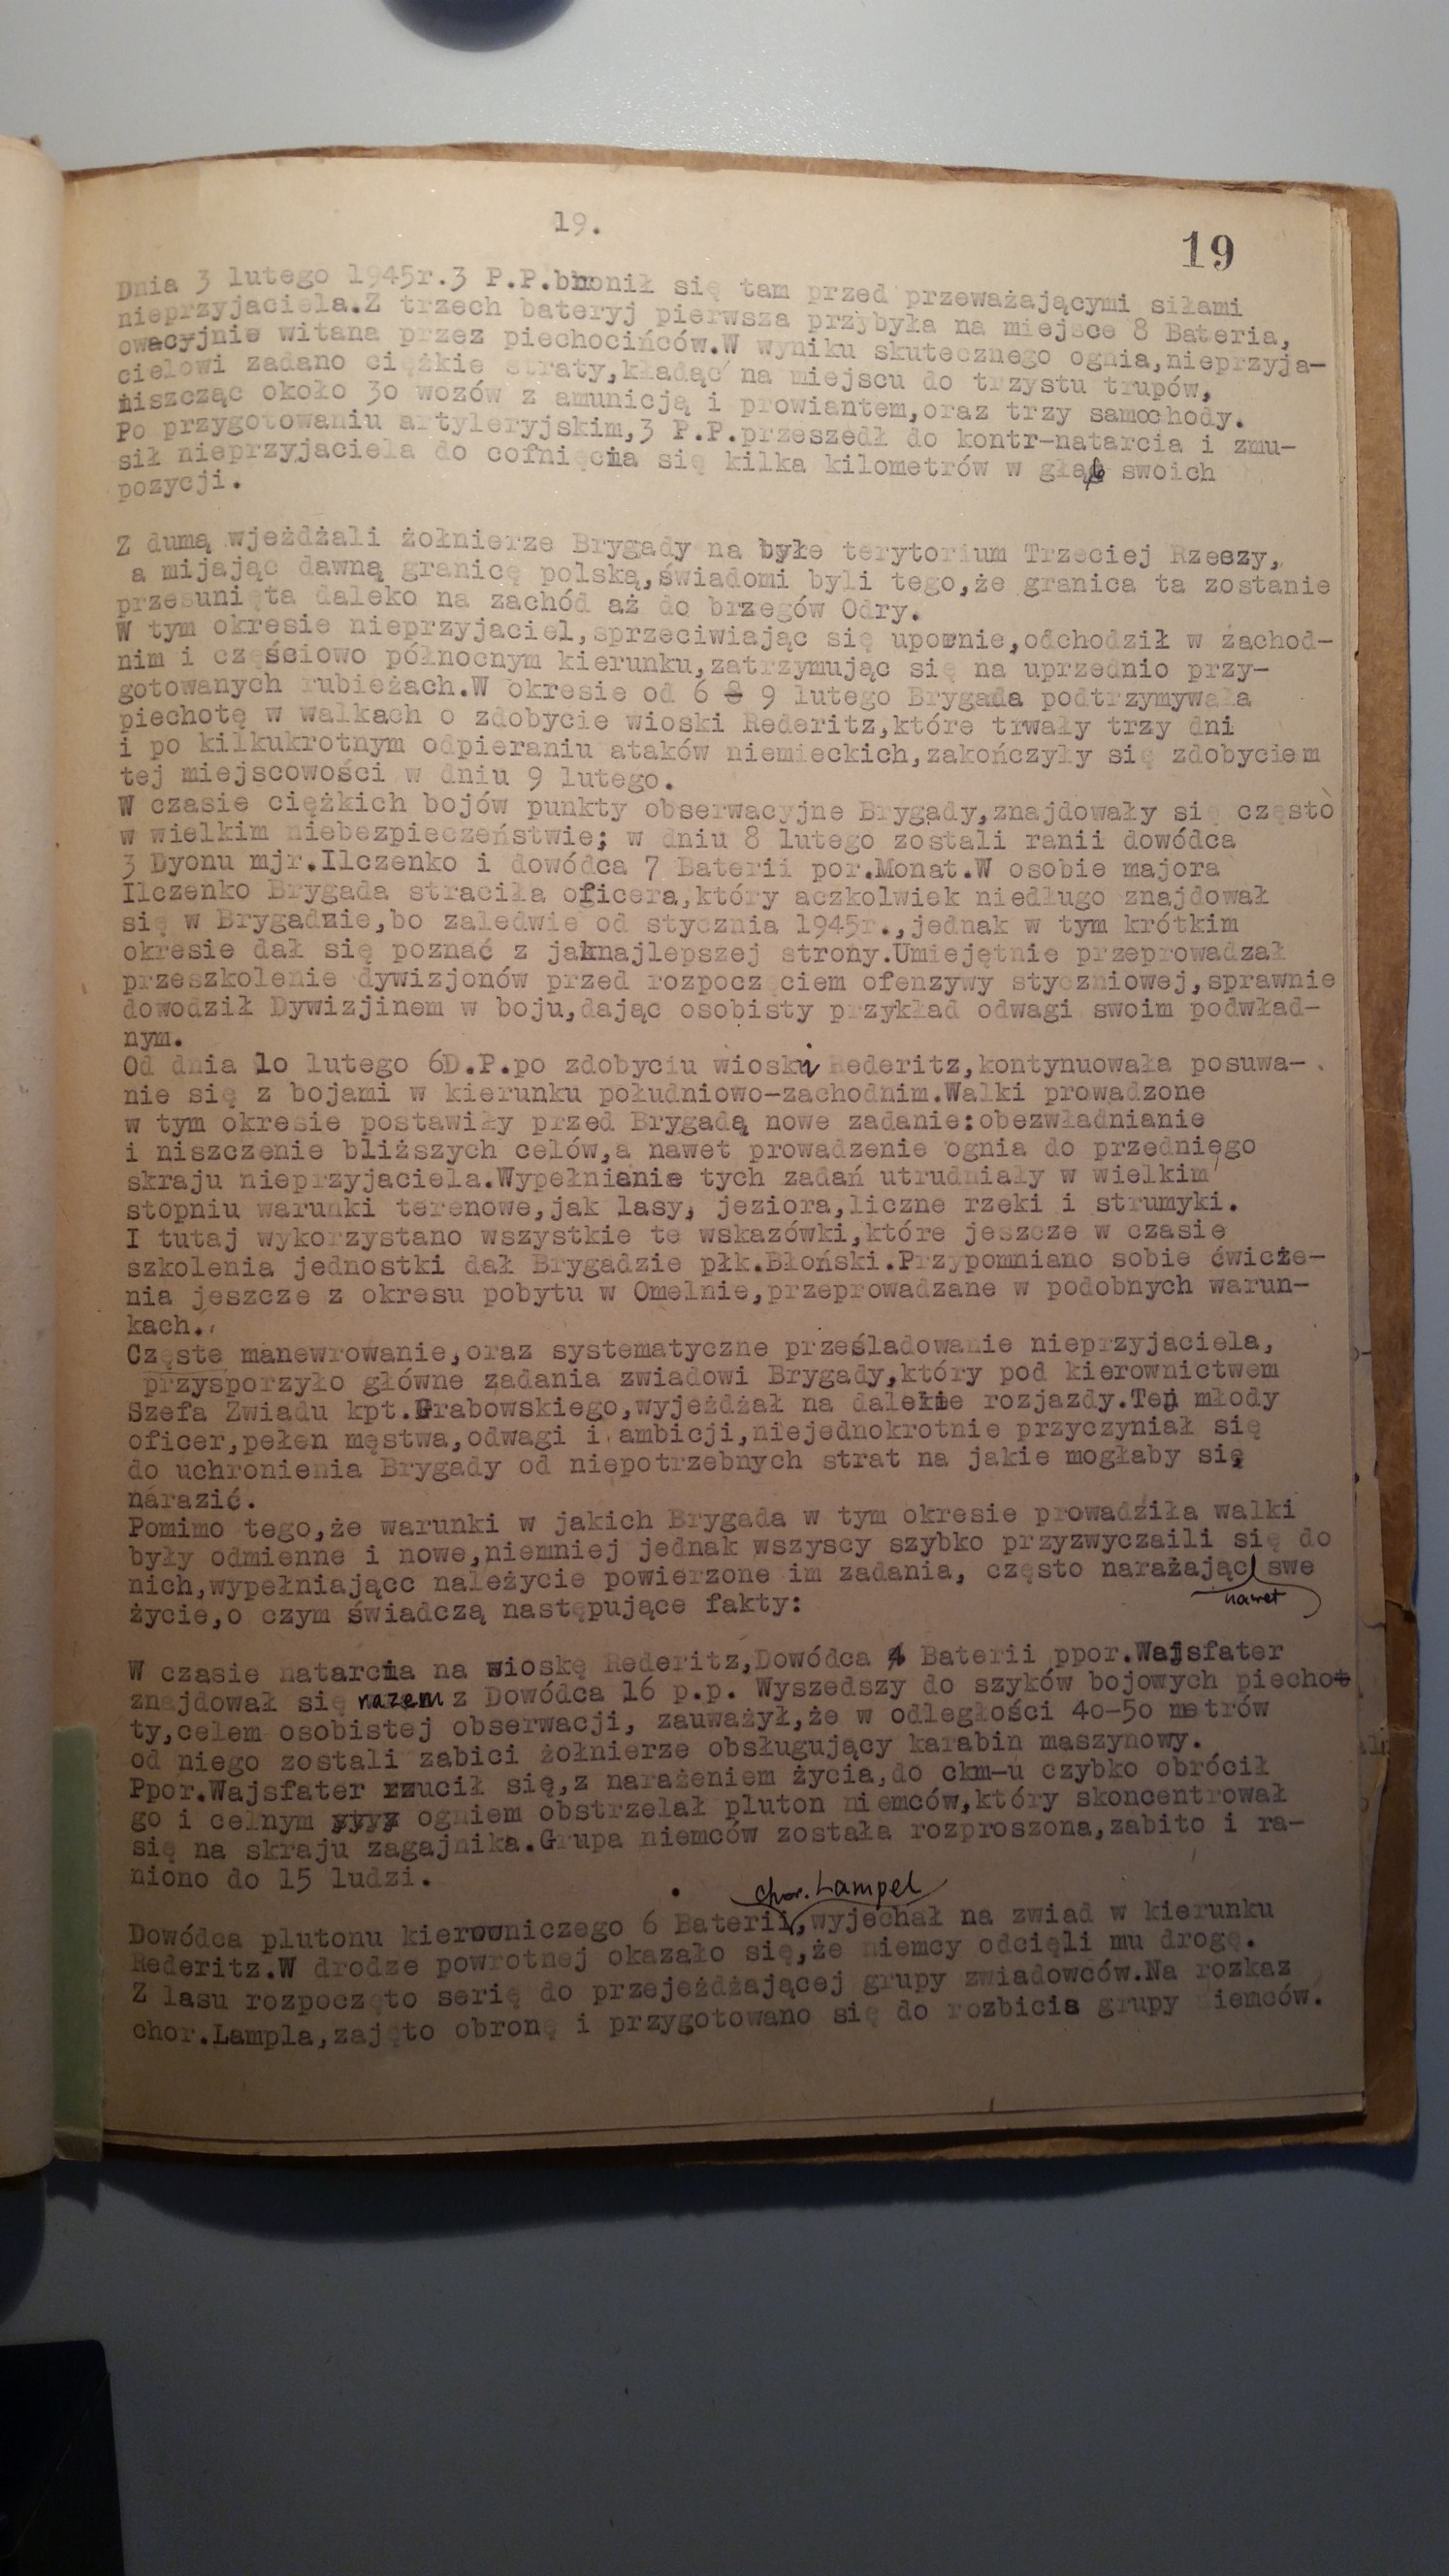 19.
19
Dnia 3 lutego 1945r.3 P.P.bronił się tam przed przeważającymi siłami
nieprzyjaciela.Z trzech bateryj pierwsza przybyła na miejsce 8 Bateria,
owacyjnie witana przez piechocińców.W wyniku skutecznego ognia,nieprzyja-
cielowi zadano ciężkie straty,kładąc na miejscu do trzystu trupów,
niszcząc około 3o wozów z amunicją i prowiantem,oraz trzy samochody.
Po przygotowaniu artyleryjskim,3 P.P.przeszedł do kontr-natarcia i zmu-
sił nieprzyjaciela do cofnięcia się kilka kilometrów w głąb swoich
pozycji.
Z dumą wjeżdżali żołnierze Brygady na byłe terytorium Trzeciej Rzeszy,
a mijając dawną granicę polską,świadomi byli tego,że granica ta zostanie
przesunięta daleko na zachód aż do brzegów Odry.
W tym okresie nieprzyjaciel,sprzeciwiając się upornie,odchodził w zachod-
nim i częściowo północnym kierunku,zatrzymując się na uprzednio przy-
gotowanych rubieżach.W okresie od 6 - 9 lutego Brygada podtrzymywała
piechotę w walkach o zdobycie wioski Rederitz,które trwały trzy dni
i po kilkukrotnym odpieraniu ataków niemieckich,zakończyły się zdobyciem
tej miejscowości w dniu 9 lutego.
W czasie ciężkich bojów punkty obserwacyjne Brygady,znajdowały się często
w wielkim niebezpieczeństwie; w dniu 8 lutego zostali ranii dowódca
3 Dyonu mjr.Ilczenko i dowódca 7 Baterii por.Monat.W osobie majora
Ilczenko Brygada straciła oficera,który aczkolwiek niedługo znajdował
się w Brygadzie,bo zaledwie od stycznia 1945r.,jednak w tym krótkim
okresie dał się poznać z jaknajlepszej strony.Umiejętnie przeprowadzał
przeszkolenie dywizjonów przed rozpoczęciem ofenzywy styczniowej,sprawnie
dowodził Dywizjinem w boju,dając osobisty przykład odwagi swoim podwład-
nym.
Od dnia 1o lutego 6D.P.po zdobyciu wioski Rederitz,kontynuowała posuwa-
nie się z bojami w kierunku południowo-zachodnim.Walki prowadzone
w tym okresie postawiły przed Brygadą nowe zadanie:obezwładnianie
i niszczenie bliższych celów,a nawet prowadzenie ognia do przedniego
skraju nieprzyjaciela.Wypełnianie tych zadań utrudniały w wielkim
stopniu warunki terenowe,jak lasy, jeziora,liczne rzeki i strumyki.
I tutaj wykorzystano wszystkie te wskazówki,które jeszcze w czasie
szkolenia jednostki dał Brygadzie płk.Błoński.Przypomniano sobie ćwicze-
nia jeszcze z okresu pobytu w Omelnie,przeprowadzane w podobnych warun-
kach.
Częste manewrowanie,oraz systematyczne prześladowanie nieprzyjaciela,
przysporzyło główne zadania zwiadowi Brygady,który pod kierownictwem
Szefa Zwiadu kpt.Grabowskiego,wyjeżdżał na dalekie rozjazdy.Ten młody
oficer,pełen męstwa,odwagi i ambicji,niejednokrotnie przyczyniał się
do uchronienia Brygady od niepotrzebnych strat na jakie mogłaby się
narazić.
Pomimo tego,że warunki w jakich Brygada w tym okresie prowadziła walki
były odmienne i nowe,niemniej jednak wszyscy szybko przyzwyczaili się do
nich,wypełniającc należycie powierzone im zadania, często narażając swe
nawet
życie,o czym świadczą następujące fakty:
W czasie natarcia na wioskę Rederitz,Dowódca 4 Baterii ppor.Wajsfater
znajdował się razem z Dowódca 16 p.p. Wyszedszy do szyków bojowych piechot
ty,celem osobistej obserwacji, zauważył,że w odległości 4o-5o metrów
od niego zostali zabici żołnierze obsługujący karabin maszynowy.
Ppor.Wajsfater rzucił się,z narażeniem życia,do ckm-u czybko obrócił
go i celnym yyyy ogniem obstrzelał pluton niemców,który skoncentrował
się na skraju zagajnika.Grupa niemców została rozproszona,zabito i ra-
niono do 15 ludzi.
chor. Lampel
Dowódca plutonu kierowniczego 6 Baterii,wyjechał na zwiad w kierunku
Rederitz.W drodze powrotnej okazało się,że niemcy odcięli mu drogę.
Z lasu rozpoczęto serię do przejeżdżającej grupy zwiadowców.Na rozkaz
chor.Lampla,zajęto obronę i przygotowano się do rozbicia grupy niemców.